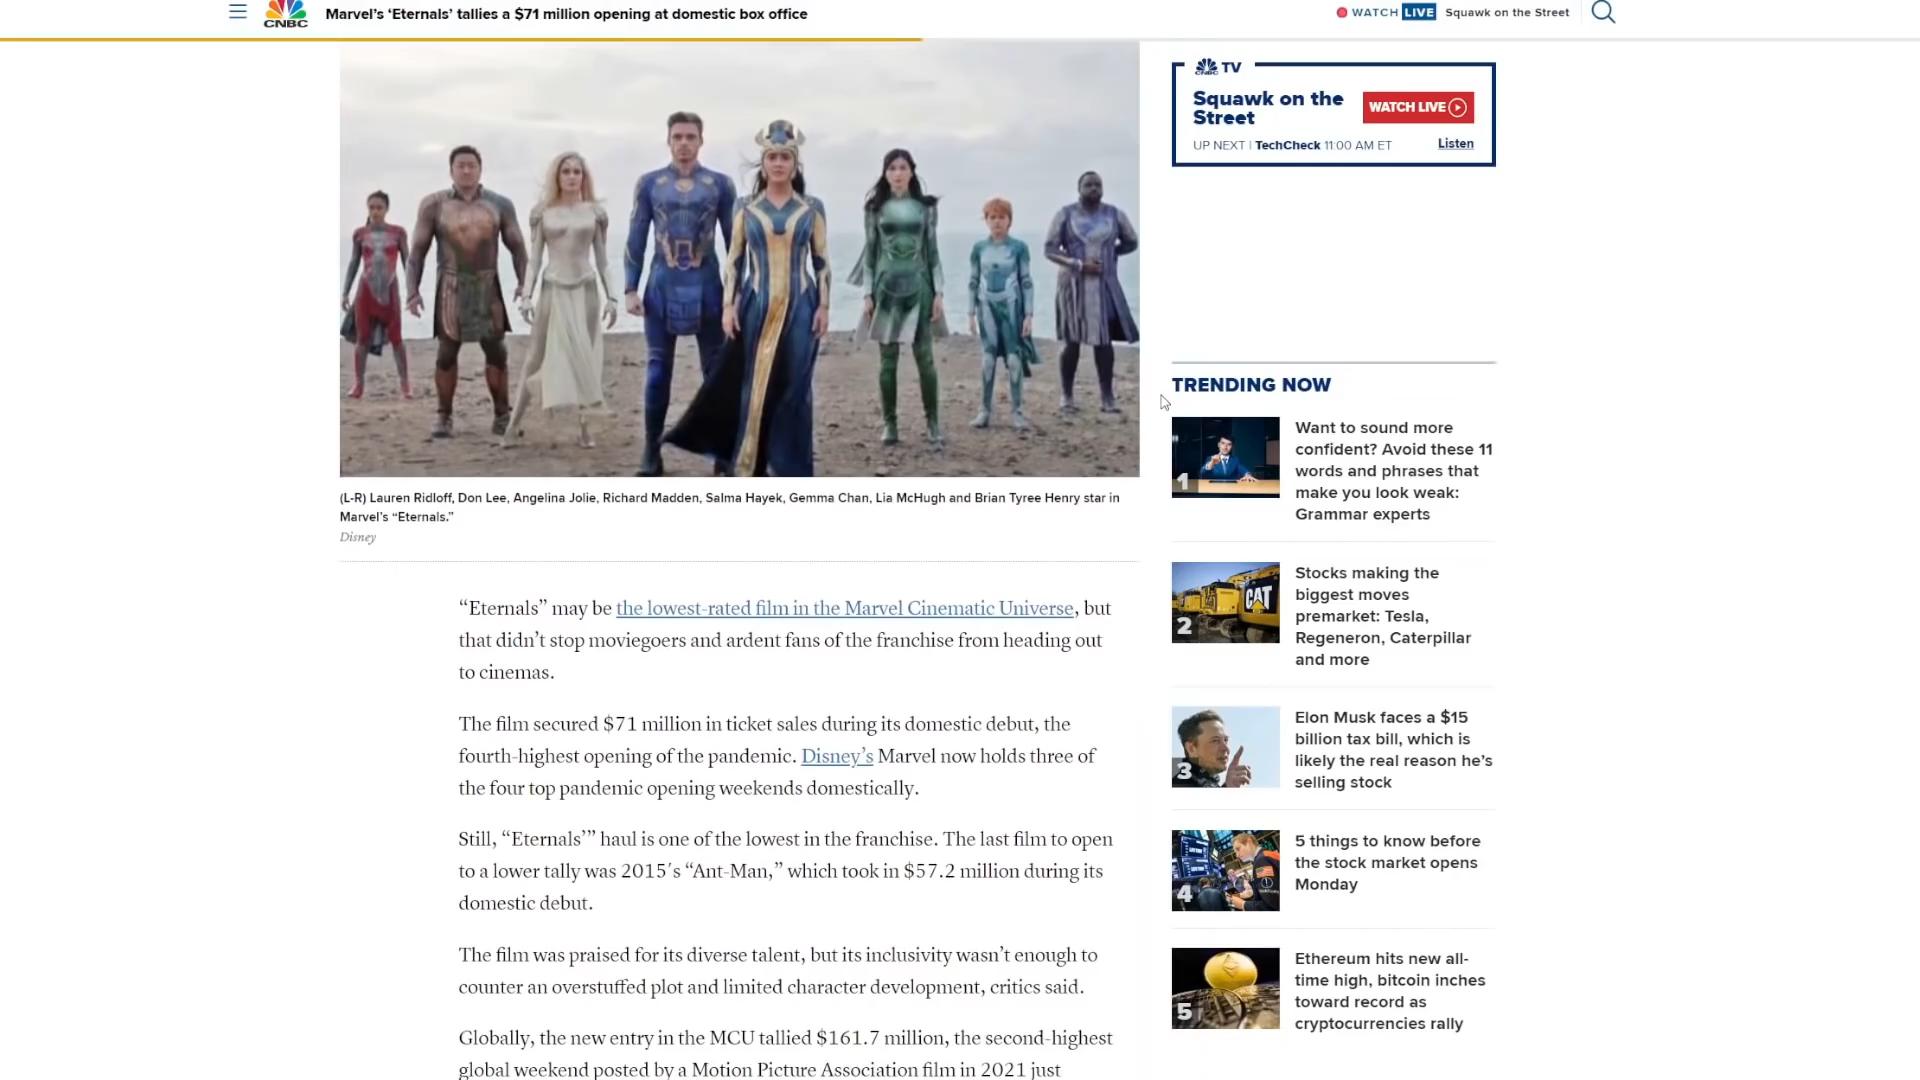 CNBC
Marvel’s ‘Eternals’ tallies a $71 million opening at domestic box office
WATCH LIVE Squawk on the Street
(L-R) Lauren Ridloff, Don Lee, Angelina Jolie, Richard Madden, Salma Hayek, Gemma Chan, Lia McHugh and Brian Tyree Henry star in
Marvel’s “Eternals.”
Disney
“Eternals” may be the lowest-rated film in the Marvel Cinematic Universe, but
that didn’t stop moviegoers and ardent fans of the franchise from heading out
to cinemas.
The film secured $71 million in ticket sales during its domestic debut, the
fourth-highest opening of the pandemic. Disney’s Marvel now holds three of
the four top pandemic opening weekends domestically.
Still, “Eternals’” haul is one of the lowest in the franchise. The last film to open
to a lower tally was 2015′s “Ant-Man,” which took in $57.2 million during its
domestic debut.
The film was praised for its diverse talent, but its inclusivity wasn’t enough to
counter an overstuffed plot and limited character development, critics said.
Globally, the new entry in the MCU tallied $161.7 million, the second-highest
global weekend posted by a Motion Picture Association film in 2021 just
CNBC TV
Squawk on the
Street
WATCH LIVE
UP NEXT | TechCheck 11:00 AM ET
Listen
TRENDING NOW
1
Want to sound more
confident? Avoid these 11
words and phrases that
make you look weak:
Grammar experts
CAT
2
Stocks making the
biggest moves
premarket: Tesla,
Regeneron, Caterpillar
and more
3
Elon Musk faces a $15
billion tax bill, which is
likely the real reason he’s
selling stock
4
5 things to know before
the stock market opens
Monday
5
Ethereum hits new all-
time high, bitcoin inches
toward record as
cryptocurrencies rally